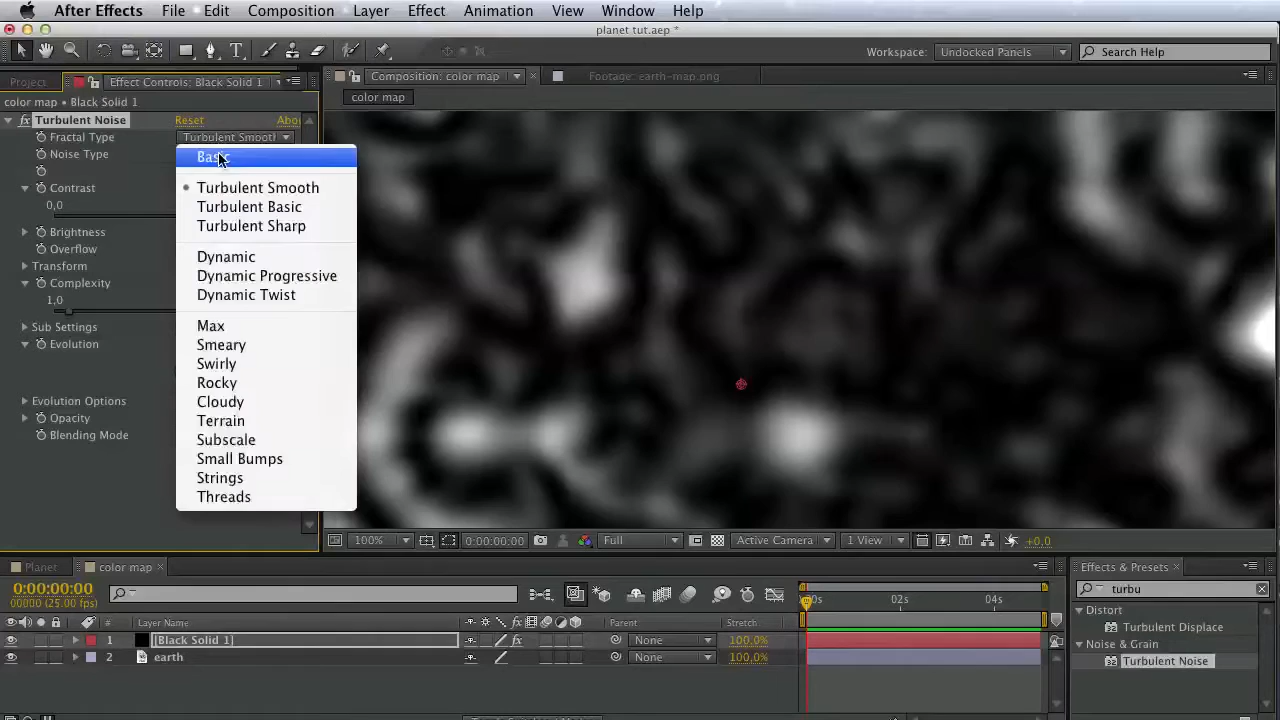 After Effects File Edit Composition Layer Effect Animation View Window Help
planet tut.aep *
Workspace: Undocked Panels Search Help
Project Effect Controls: Black Solid 1 Composition: color map Footage: earth-map.png
color map • Black Solid 1
color map
fx Turbulent Noise Reset Abou
Fractal Type Turbulent Smooth
Noise Type
Contrast
0,0
Brightness
Overflow
Transform
Complexity
1,0
Sub Settings
Evolution
Evolution Options
Opacity
Blending Mode
Basic
Turbulent Smooth
Turbulent Basic
Turbulent Sharp
Dynamic
Dynamic Progressive
Dynamic Twist
Max
Smeary
Swirly
Rocky
Cloudy
Terrain
Subscale
Small Bumps
Strings
Threads
100% 0:00:00:00 Full Active Camera 1 View +0,0
Planet color map
0:00:00:00
00000 (25.00 fps)
# Layer Name Parent Stretch
02s 04s
1 [Black Solid 1] fx None 100,0%
2 earth None 100,0%
Effects & Presets
turbu
Distort
Turbulent Displace
Noise & Grain
Turbulent Noise